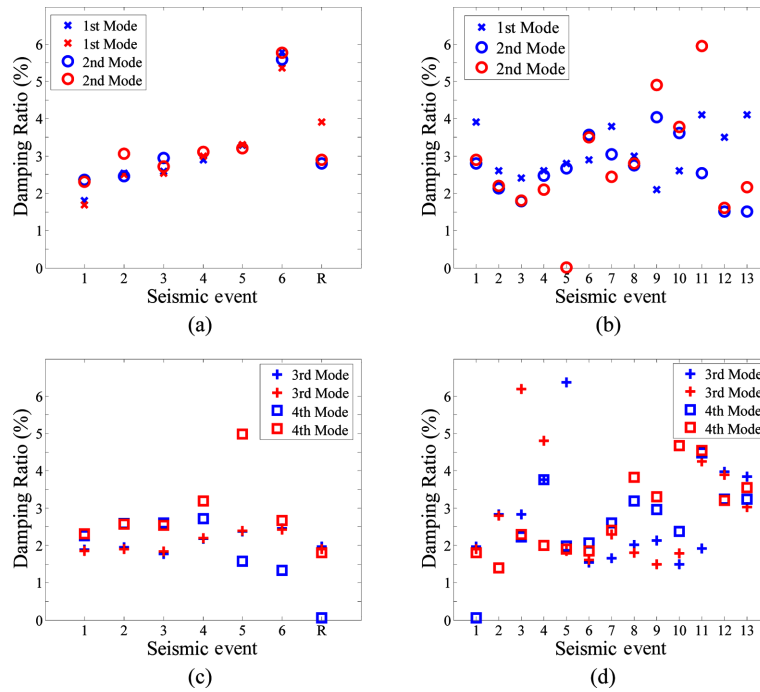 1st Mode
1st Mode
2nd Mode
2nd Mode
6
5
4
3
2
1
0
Damping Ratio (%)
1 2 3 4 5 6 R
Seismic event
(a)
1st Mode
2nd Mode
2nd Mode
6
5
4
3
2
1
0
Damping Ratio (%)
1 2 3 4 5 6 7 8 9 10 11 12 13
Seismic event
(b)
3rd Mode
3rd Mode
4th Mode
4th Mode
6
5
4
3
2
1
0
Damping Ratio (%)
1 2 3 4 5 6 R
Seismic event
(c)
3rd Mode
3rd Mode
4th Mode
4th Mode
6
5
4
3
2
1
0
Damping Ratio (%)
1 2 3 4 5 6 7 8 9 10 11 12 13
Seismic event
(d)